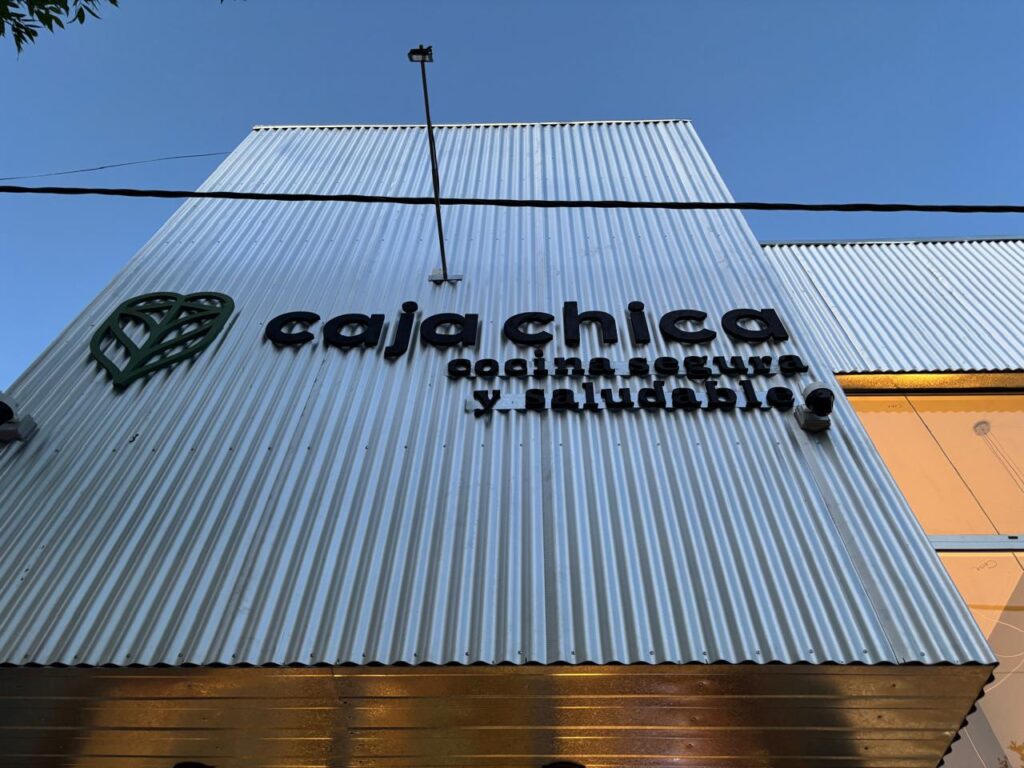 caja chica
cocina segura
y saludable